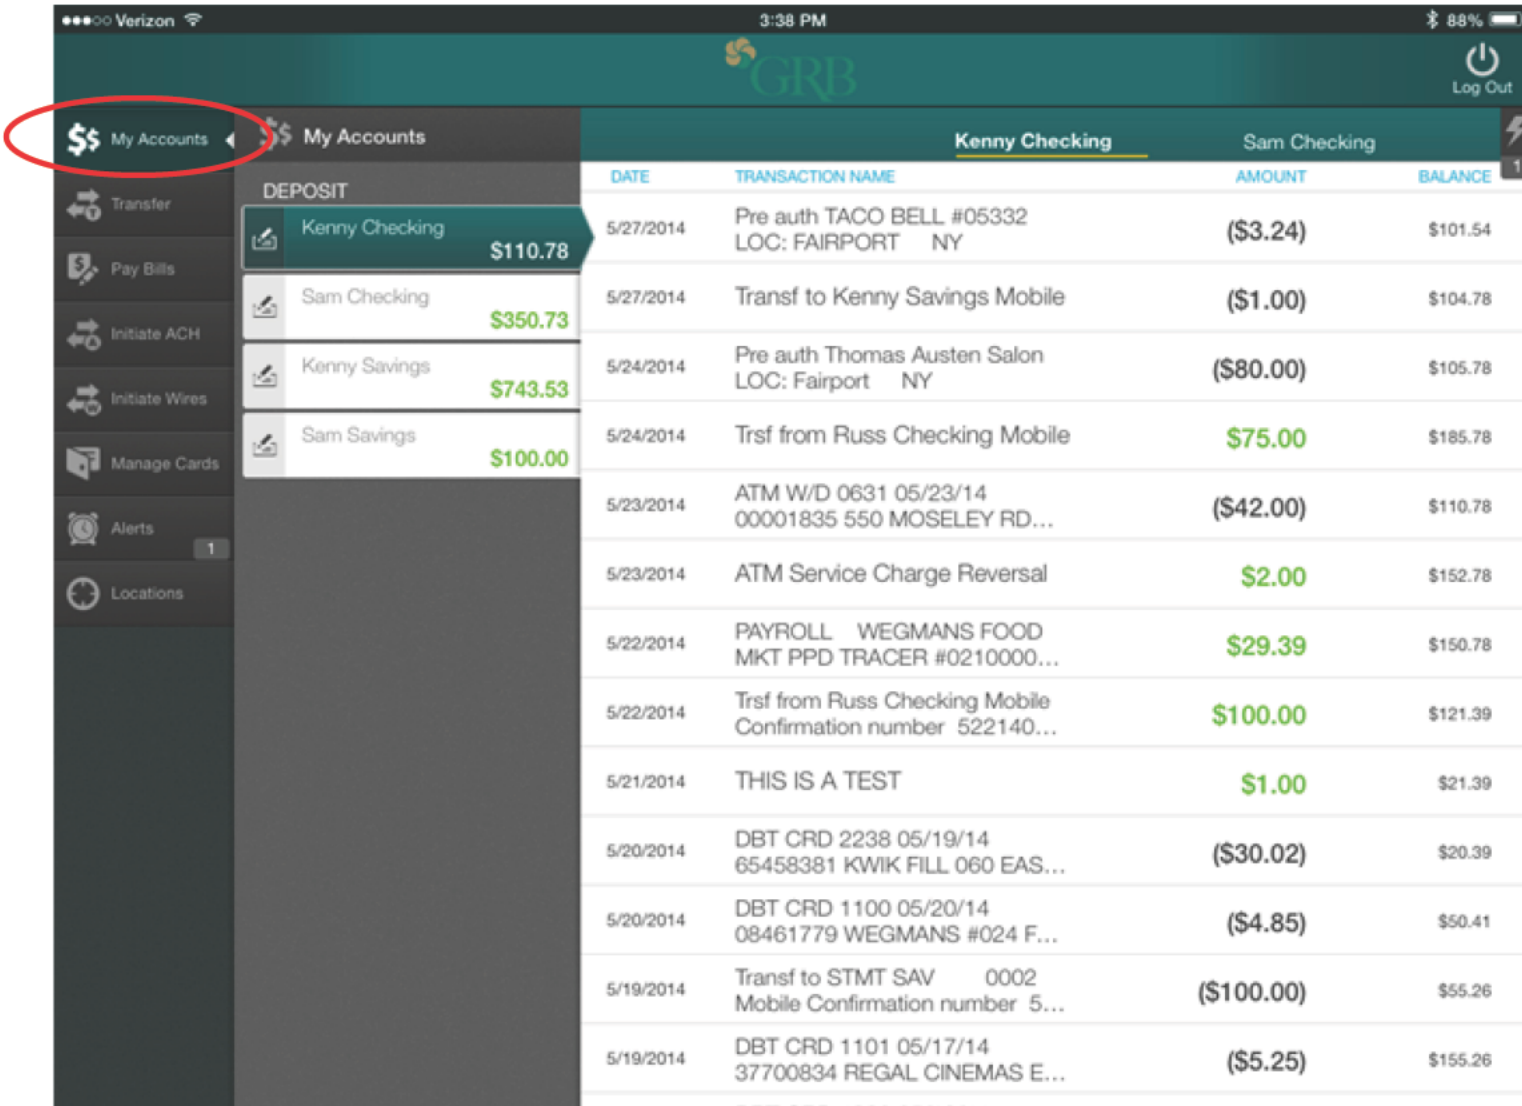 Verizon
3:38 PM
88%
GRB
Log Out
My Accounts
Transfer
Pay Bills
Initiate ACH
Initiate Wires
Manage Cards
Alerts
1
Locations
My Accounts
DEPOSIT
Kenny Checking
$110.78
Sam Checking
$350.73
Kenny Savings
$743.53
Sam Savings
$100.00
Kenny Checking Sam Checking
1
DATE TRANSACTION NAME AMOUNT BALANCE
5/27/2014 Pre auth TACO BELL #05332 ($3.24) $101.54
LOC: FAIRPORT NY
5/27/2014 Transf to Kenny Savings Mobile ($1.00) $104.78
5/24/2014 Pre auth Thomas Austen Salon ($80.00) $105.78
LOC: Fairport NY
5/24/2014 Trsf from Russ Checking Mobile $75.00 $185.78
5/23/2014 ATM W/D 0631 05/23/14 ($42.00) $110.78
00001835 550 MOSELEY RD...
5/23/2014 ATM Service Charge Reversal $2.00 $152.78
5/22/2014 PAYROLL WEGMANS FOOD $29.39 $150.78
MKT PPD TRACER #0210000...
5/22/2014 Trsf from Russ Checking Mobile $100.00 $121.39
Confirmation number 522140...
5/21/2014 THIS IS A TEST $1.00 $21.39
5/20/2014 DBT CRD 2238 05/19/14 ($30.02) $20.39
65458381 KWIK FILL 060 EAS...
5/20/2014 DBT CRD 1100 05/20/14 ($4.85) $50.41
08461779 WEGMANS #024 F...
5/19/2014 Transf to STMT SAV 0002 ($100.00) $55.26
Mobile Confirmation number 5...
5/19/2014 DBT CRD 1101 05/17/14 ($5.25) $155.26
37700834 REGAL CINEMAS E...